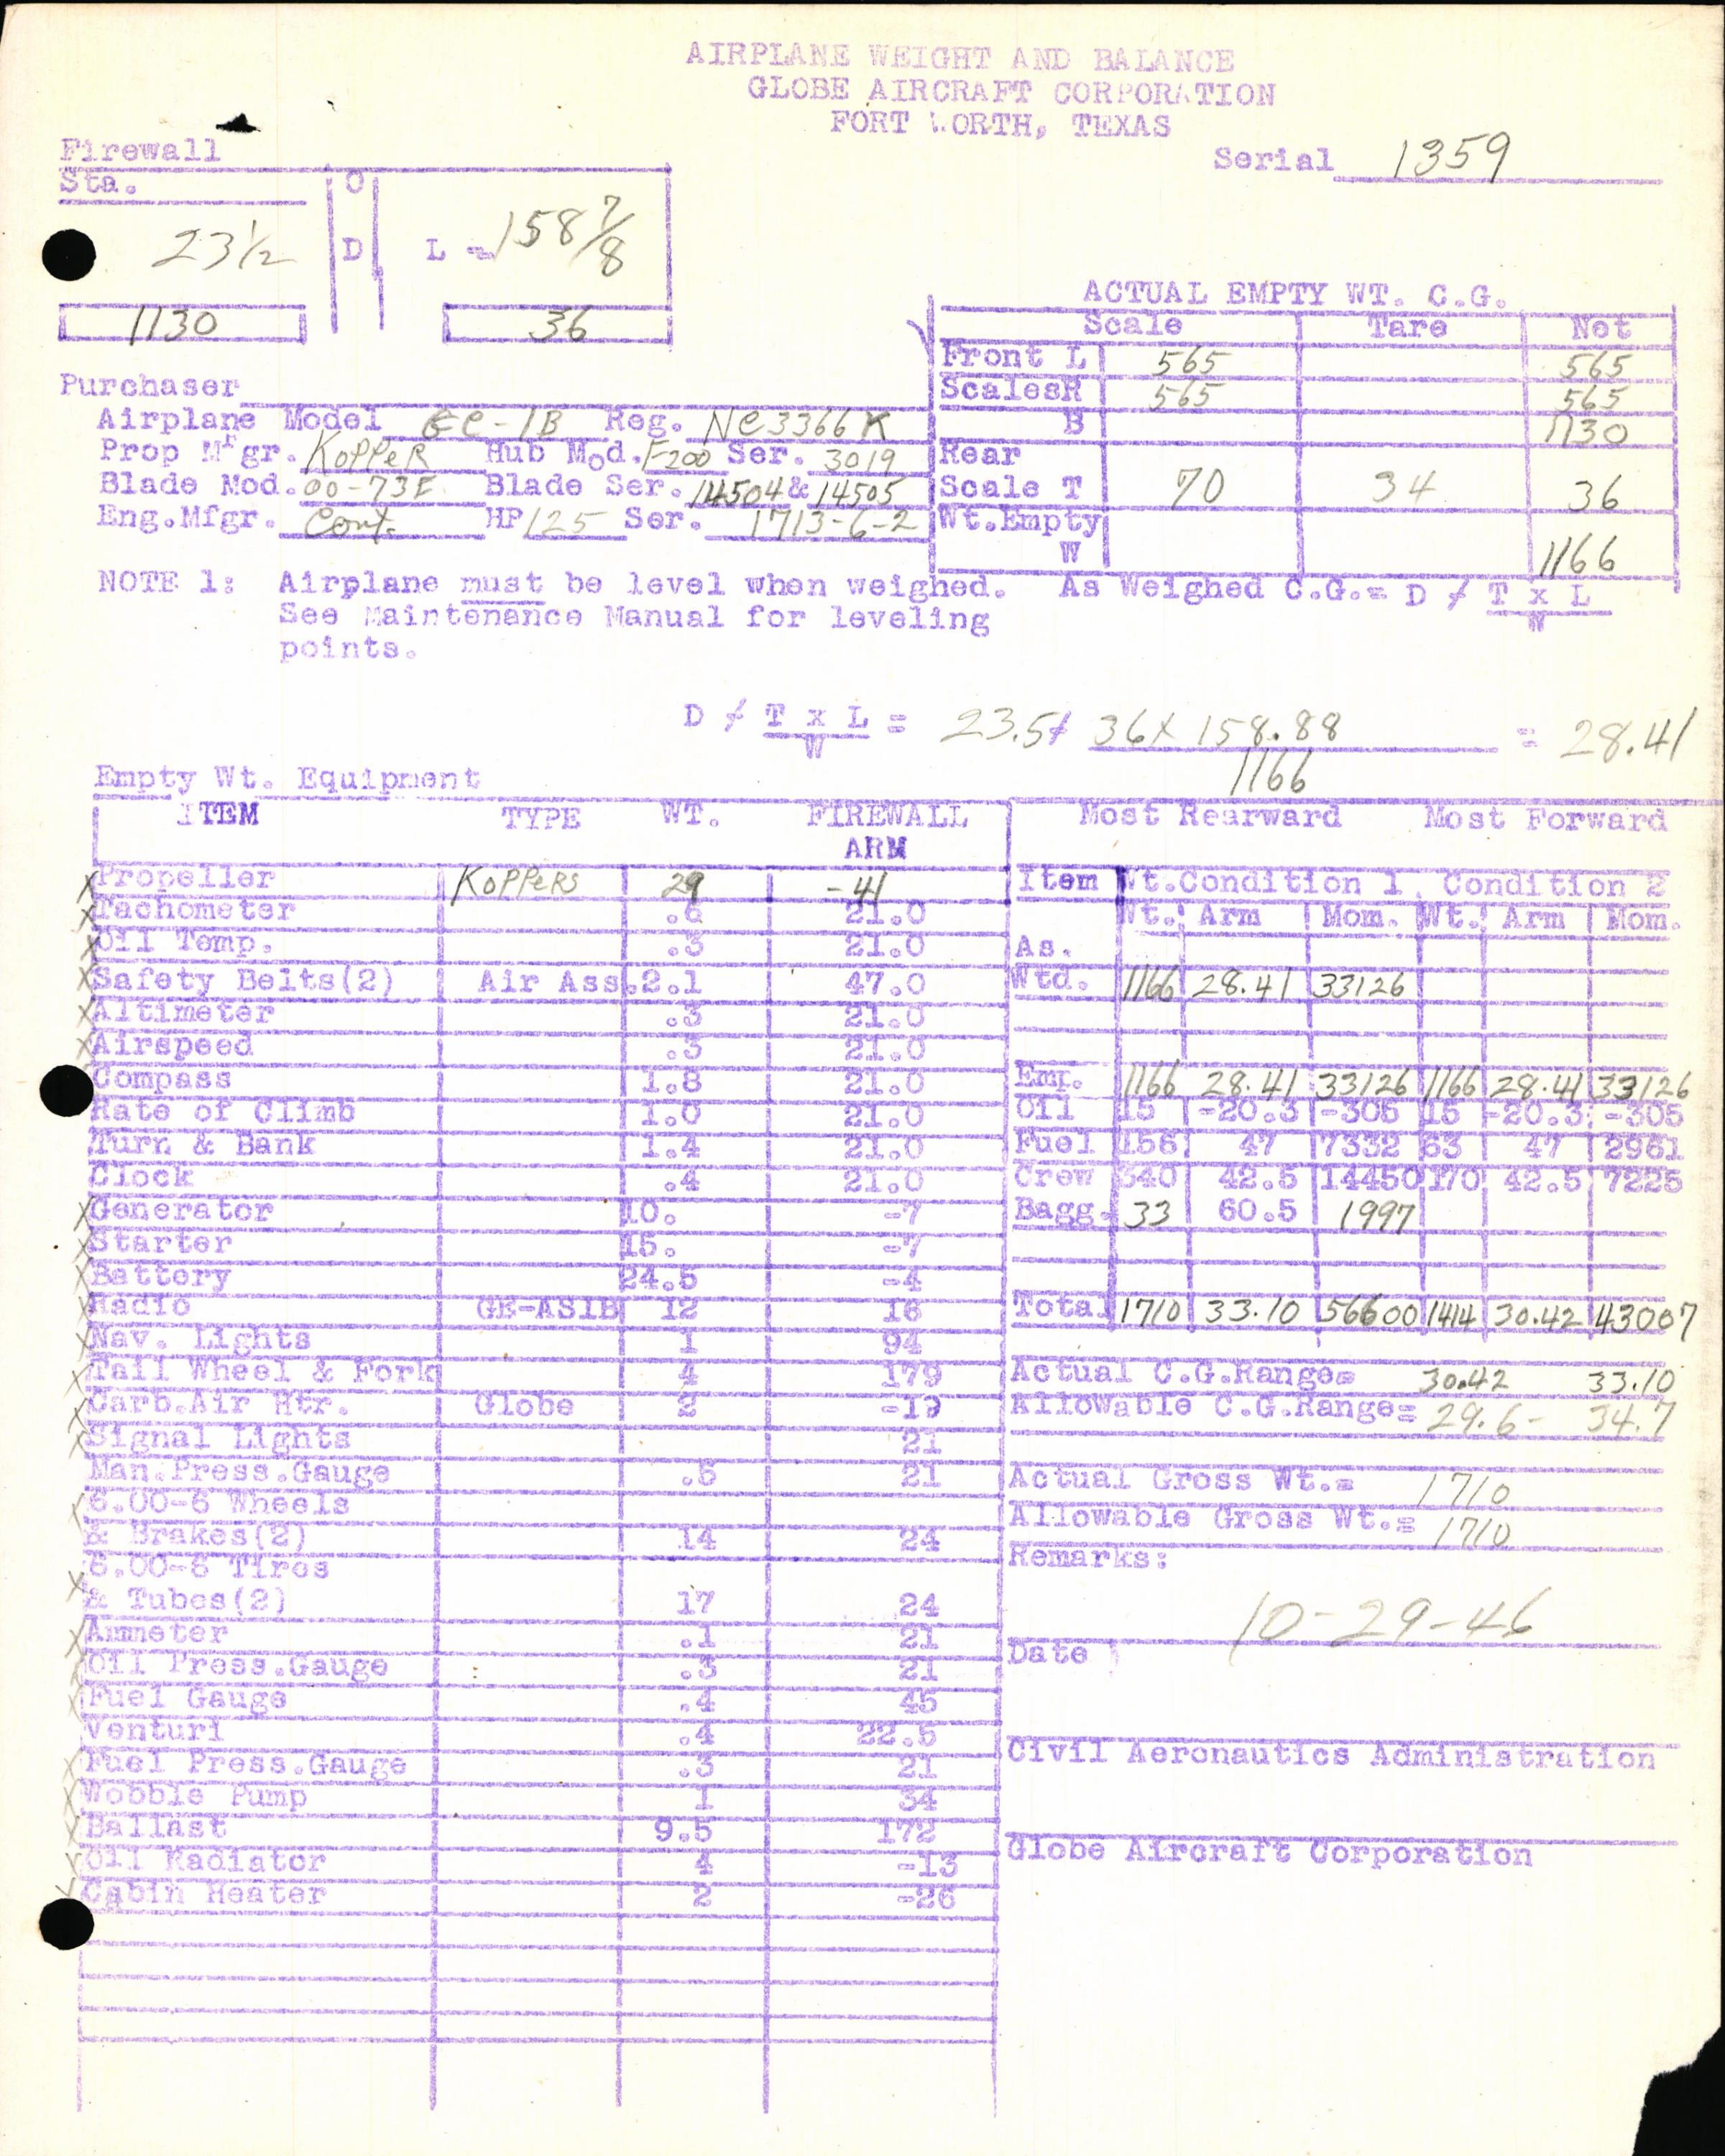 AIRPLANE WEIGHT AND BALANCE
GLOBE AIRCRAFT CORPORATION
FORT WORTH, TEXAS
Serial 1359
Firewall
Sta. C
23 1/2 D L = 158 7/8
1130 36
ACTUAL EMPTY WT. C.G.
Scale Tare Net
Front L 565 565
Scales R 565 565
B 1130
Rear
Scale T 70 34 36
Wt. Empty
W 1166
Purchaser
Airplane Model GC-1B Reg. NC3366K
Prop Mfgr. KOPPER Hub Mod. F200 Ser. 3019
Blade Mod. 00-73E Blade Ser. 14504 & 14505
Eng.Mfgr. Cont. HP 125 Ser. 1713-6-2
NOTE 1: Airplane must be level when weighed. As Weighed C.G.= D / T x L
W
See Maintenance Manual for leveling
points.
D / T x L = 23.5 + 36 x 158.88 = 28.41
W 1166
Empty Wt. Equipment
ITEM TYPE WT. FIREWALL
ARM
x Propeller KOPPERS 29 -41
x Tachometer 21.0
x Oil Temp. .3 21.0
x Safety Belts(2) Air Ass. 2.1 47.0
x Altimeter .3 21.0
x Airspeed .3 21.0
Compass 1.8 21.0
Rate of Climb 1.0 21.0
Turn & Bank 1.4 21.0
Clock .4 21.0
x Generator 10. -7
x Starter 15. -7
x Battery 24.5 -4
x Radio GE-AS1B 12 16
x Nav. Lights 1 94
x Tail Wheel & Fork 4 179
x Carb.Air Htr. Globe 2 -19
x Signal Lights 21
Man.Press.Gauge .5 21
x 6.00-6 Wheels
& Brakes(2) 14 24
x 6.00-6 Tires
& Tubes(2) 17 24
x Ammeter .1 21
x Oil Press.Gauge .3 21
x Fuel Gauge .4 45
Venturi .4 22.5
x Fuel Press.Gauge .3 21
x Wobble Pump 1 34
x Ballast 9.5 172
x Oil Radiator 4 -13
x Cabin Heater 2 -26
Most Rearward Most Forward
Item Wt.Condition 1. Condition 2
Wt. Arm Mom. Wt. Arm Mom.
As.
Wtd. 1166 28.41 33126
Emp. 1166 28.41 33126 1166 28.41 33126
Oil 15 -20.3 -305 15 -20.3 -305
Fuel 156 47 7332 63 47 2961
Crew 340 42.5 14450 170 42.5 7225
Bagg. 33 60.5 1997
Total 1710 33.10 56600 1414 30.42 43007
Actual C.G.Range= 30.42 33.10
Allowable C.G.Range= 29.6 - 34.7
Actual Gross Wt.= 1710
Allowable Gross Wt.= 1710
Remarks:
10-29-46
Date
Civil Aeronautics Administration
Globe Aircraft Corporation